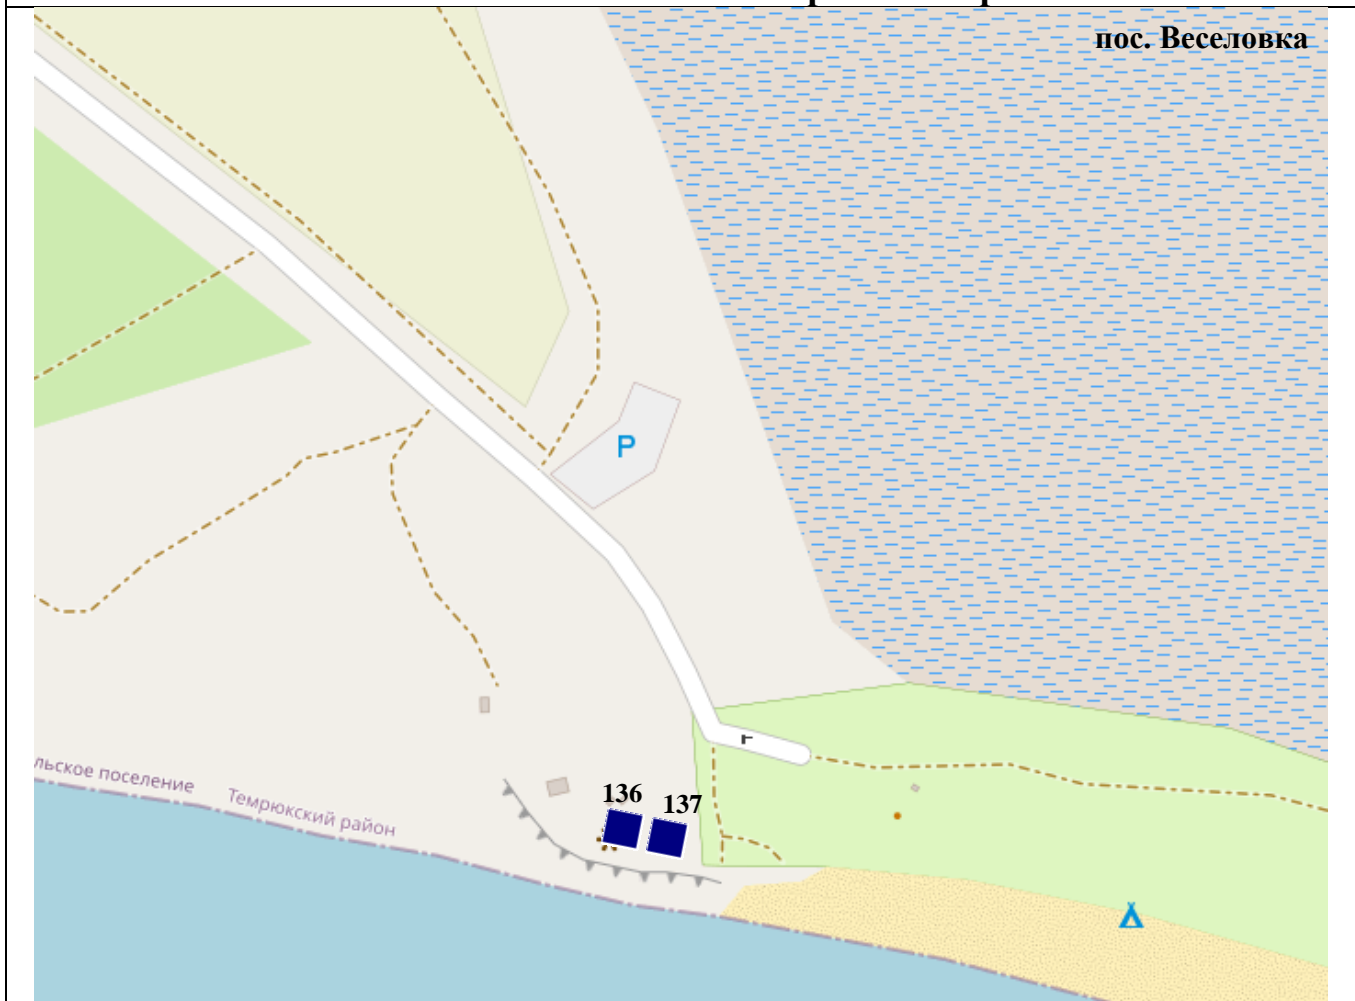 пос. Веселовка
P
льское поселение
Темрюкский район
136
137